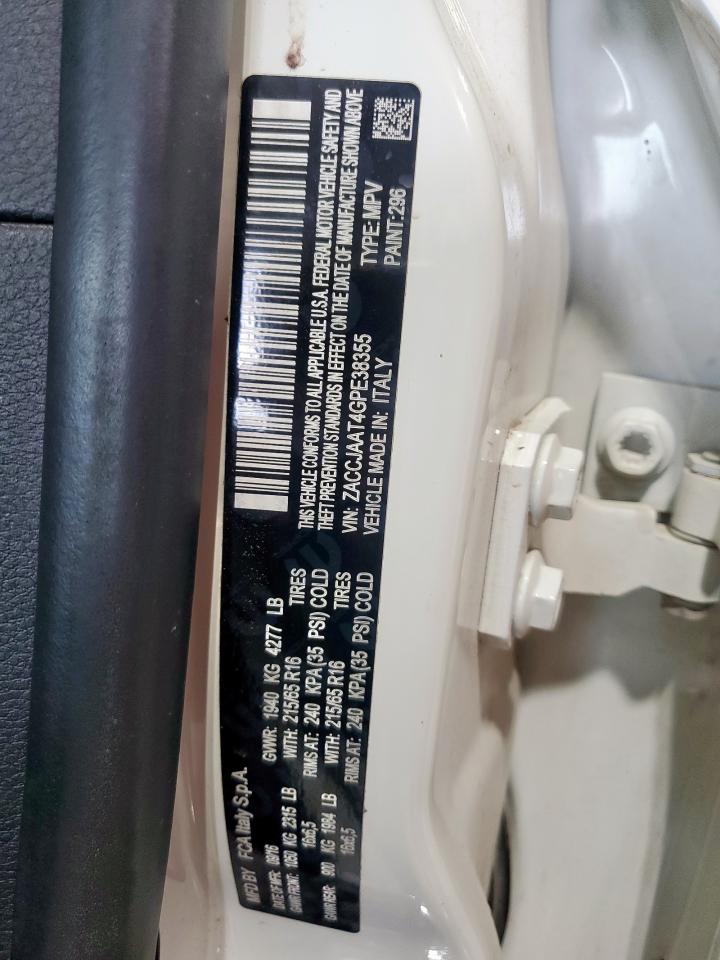 MFD BY FCA Italy S.p.A.
DATE OF MFR: 09/16 GVWR: 1940 KG 4277 LB
GAWR FRONT: 1050 KG 2315 LB WITH: 215/65 R16 TIRES
16x6,5 RIMS AT: 240 KPA(35 PSI) COLD
GAWR REAR: 900 KG 1984 LB WITH: 215/65 R16 TIRES
16x6,5 RIMS AT: 240 KPA(35 PSI) COLD
THIS VEHICLE CONFORMS TO ALL APPLICABLE U.S.A. FEDERAL MOTOR VEHICLE SAFETY AND
THEFT PREVENTION STANDARDS IN EFFECT ON THE DATE OF MANUFACTURE SHOWN ABOVE
VIN: ZACCJAAT4GPE38355 TYPE: MPV
VEHICLE MADE IN: ITALY PAINT: 296